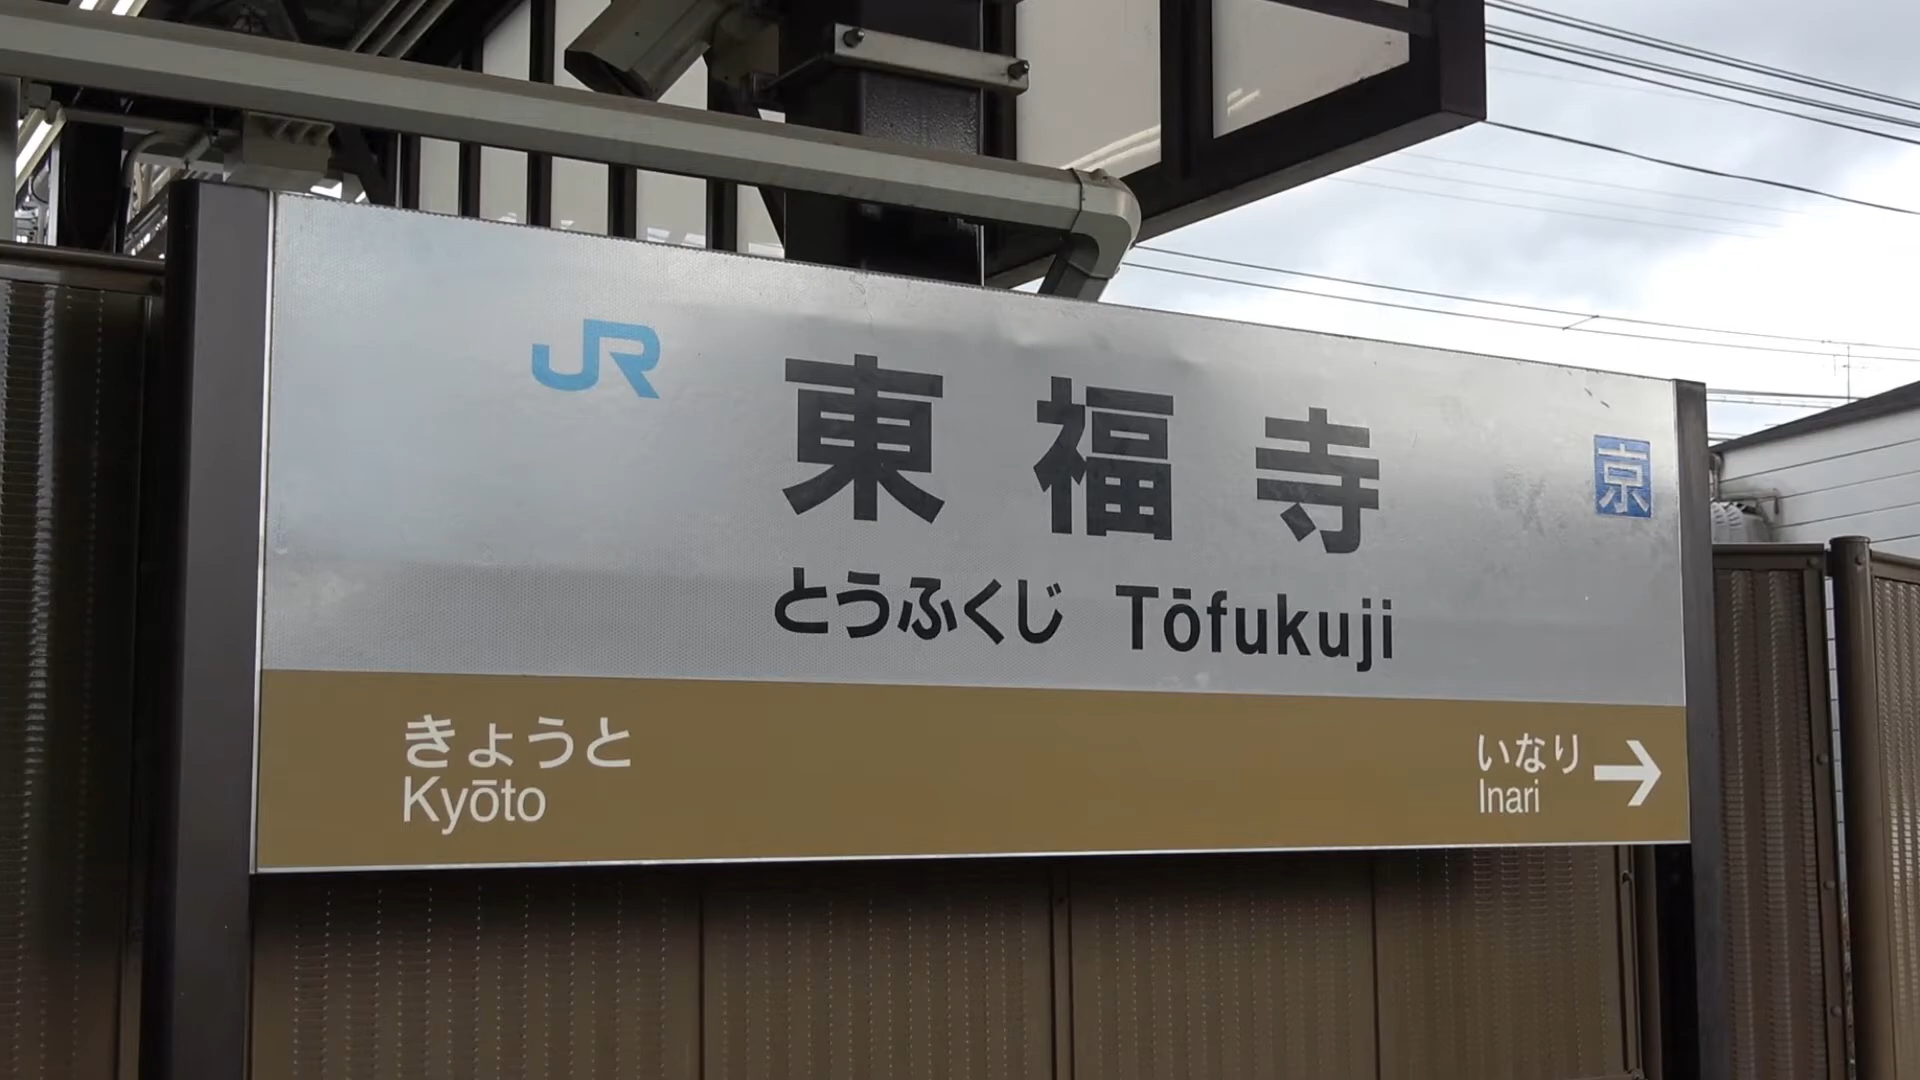 JR
東福寺
京
とうふくじ Tōfukuji
きょうと
Kyōto
いなり →
Inari